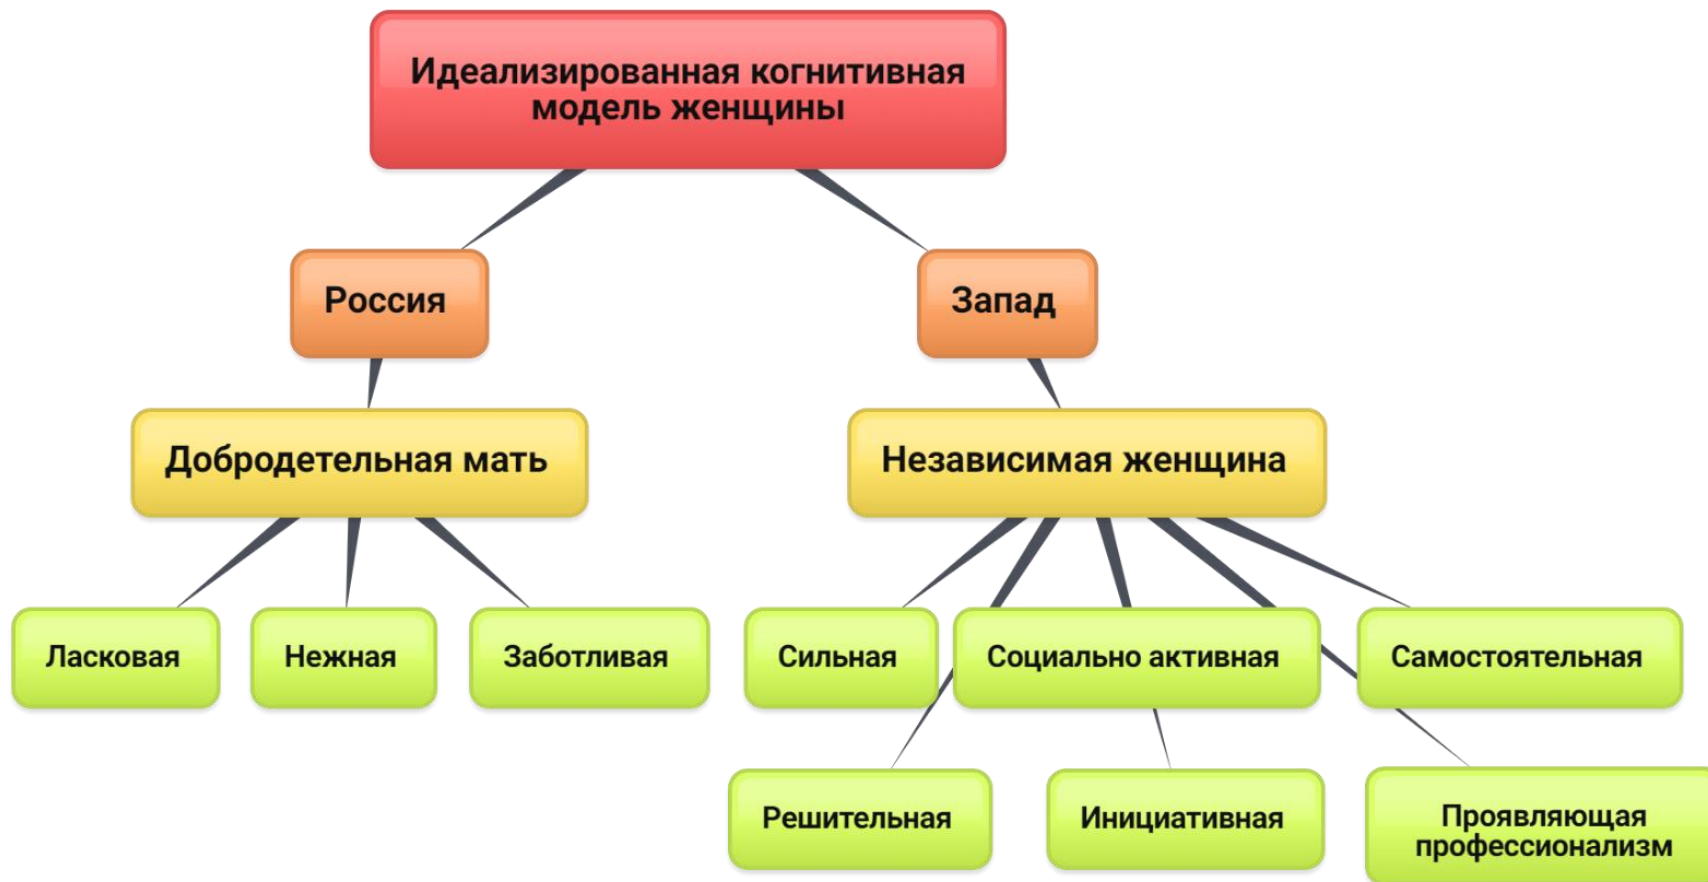 Идеализированная когнитивная
модель женщины
Россия
Запад
Добродетельная мать
Независимая женщина
Ласковая
Нежная
Заботливая
Сильная
Социально активная
Самостоятельная
Решительная
Инициативная
Проявляющая
профессионализм